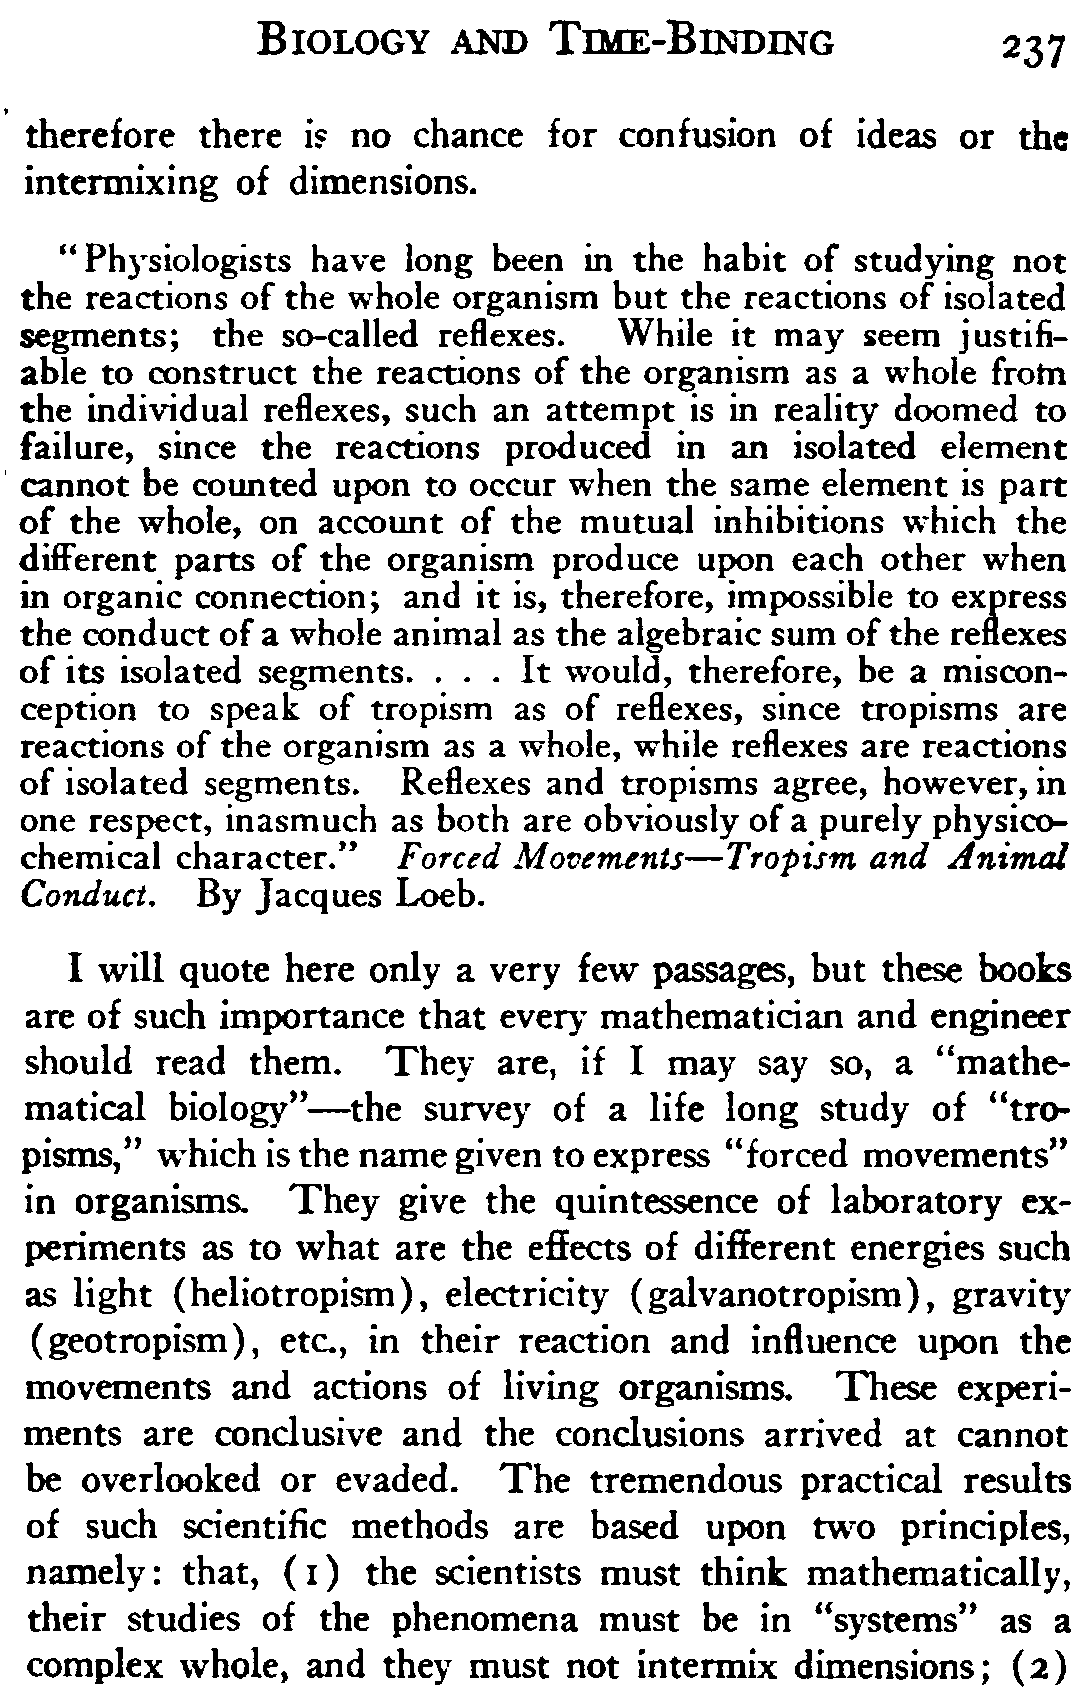 BIOLOGY AND TIME-BINDING 237
therefore there is no chance for confusion of ideas or the
intermixing of dimensions.
"Physiologists have long been in the habit of studying not
the reactions of the whole organism but the reactions of isolated
segments; the so-called reflexes. While it may seem justifi-
able to construct the reactions of the organism as a whole from
the individual reflexes, such an attempt is in reality doomed to
failure, since the reactions produced in an isolated element
cannot be counted upon to occur when the same element is part
of the whole, on account of the mutual inhibitions which the
different parts of the organism produce upon each other when
in organic connection; and it is, therefore, impossible to express
the conduct of a whole animal as the algebraic sum of the reflexes
of its isolated segments. . . . It would, therefore, be a miscon-
ception to speak of tropism as of reflexes, since tropisms are
reactions of the organism as a whole, while reflexes are reactions
of isolated segments. Reflexes and tropisms agree, however, in
one respect, inasmuch as both are obviously of a purely physico-
chemical character." Forced Movements—Tropism and Animal
Conduct. By Jacques Loeb.
I will quote here only a very few passages, but these books
are of such importance that every mathematician and engineer
should read them. They are, if I may say so, a "mathe-
matical biology"—the survey of a life long study of "tro-
pisms," which is the name given to express "forced movements"
in organisms. They give the quintessence of laboratory ex-
periments as to what are the effects of different energies such
as light (heliotropism), electricity (galvanotropism), gravity
(geotropism), etc., in their reaction and influence upon the
movements and actions of living organisms. These experi-
ments are conclusive and the conclusions arrived at cannot
be overlooked or evaded. The tremendous practical results
of such scientific methods are based upon two principles,
namely: that, (1) the scientists must think mathematically,
their studies of the phenomena must be in "systems" as a
complex whole, and they must not intermix dimensions; (2)